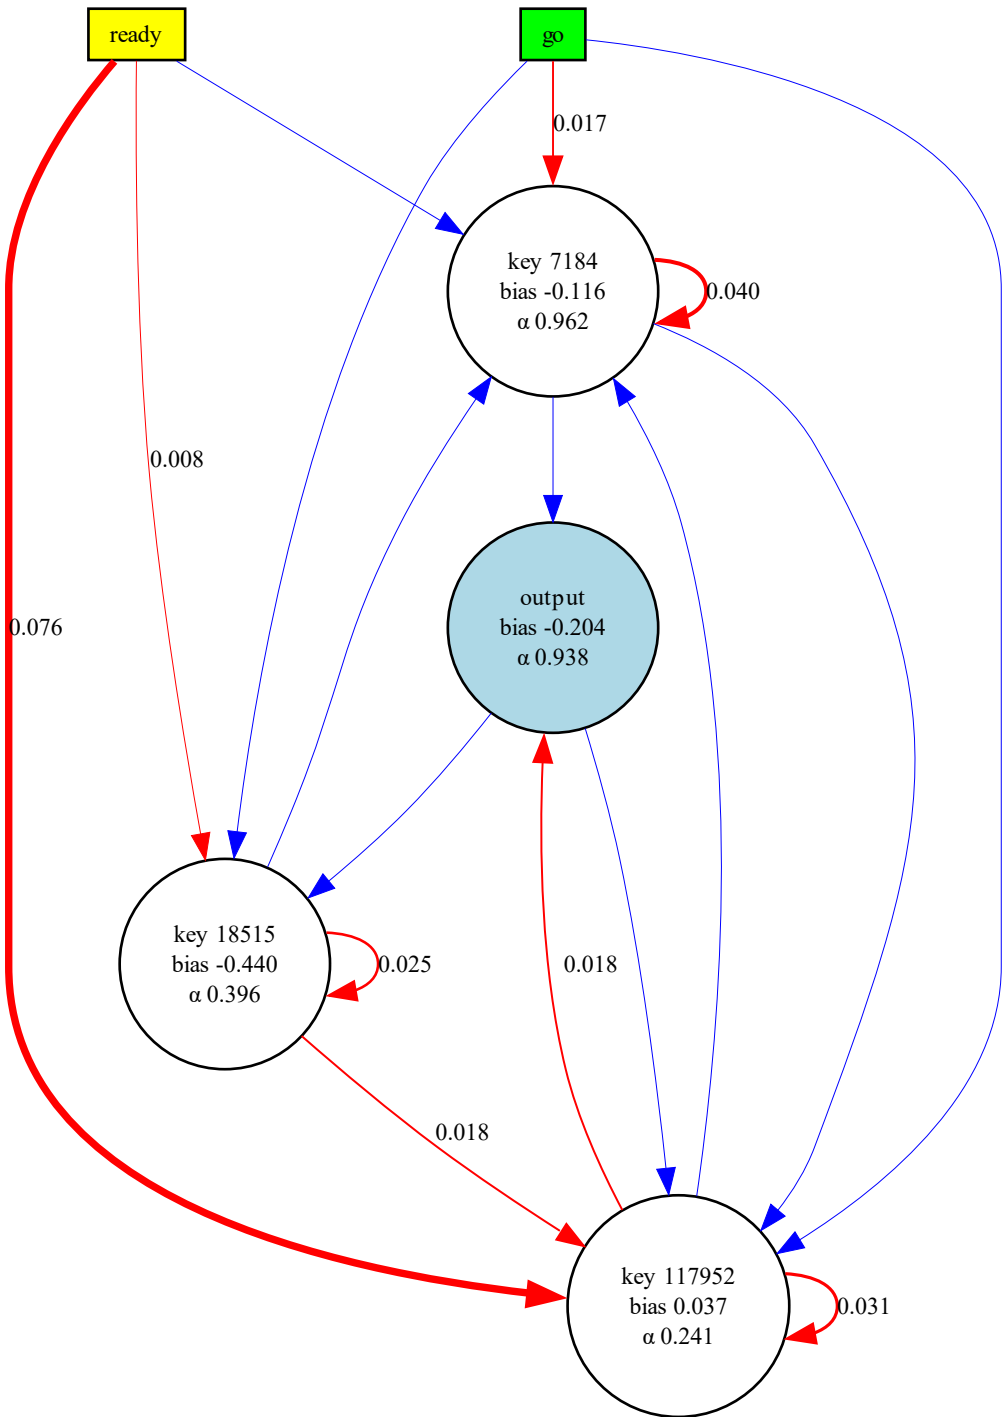 ready
go
0.017
key 7184
bias -0.116
α 0.962
0.040
0.008
output
bias -0.204
α 0.938
0.076
key 18515
bias -0.440
α 0.396
0.025
0.018
0.018
key 117952
bias 0.037
α 0.241
0.031